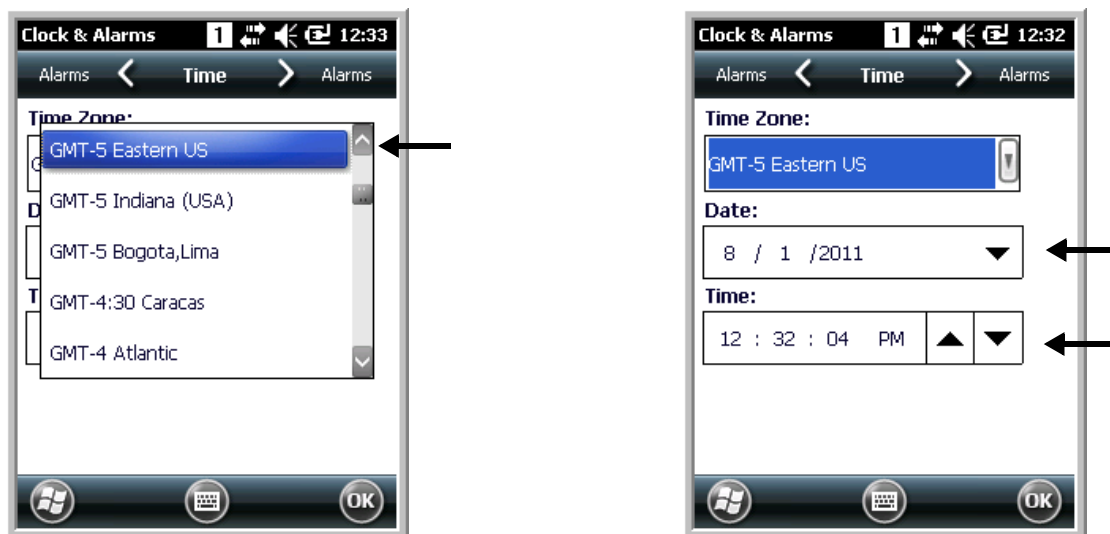 Clock & Alarms 1 12:33
Alarms Time Alarms
Time Zone:
GMT-5 Eastern US
GMT-5 Indiana (USA)
GMT-5 Bogota,Lima
GMT-4:30 Caracas
GMT-4 Atlantic
OK
Clock & Alarms 1 12:32
Alarms Time Alarms
Time Zone:
GMT-5 Eastern US
Date:
8 / 1 /2011
Time:
12 : 32 : 04 PM
OK